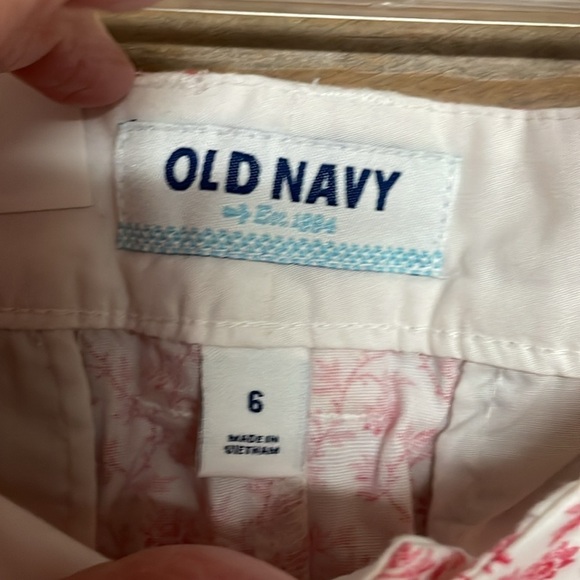 OLD NAVY
Est. 1994
6
MADE IN
VIETNAM